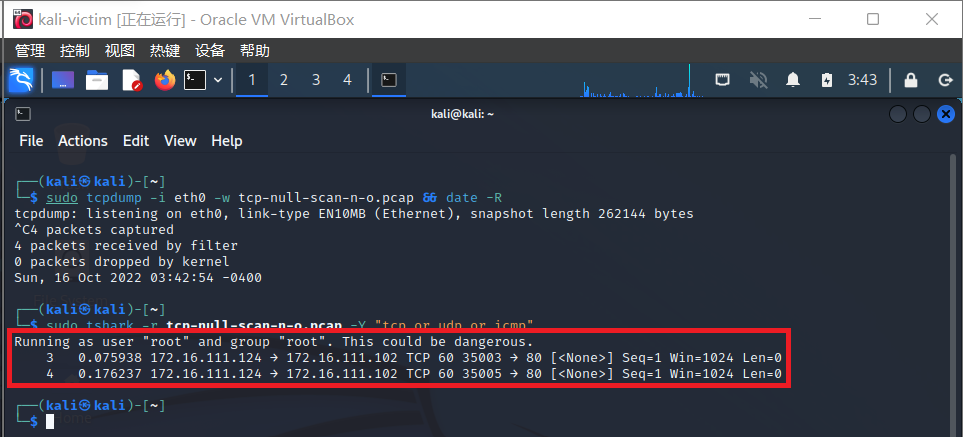 kali-victim [正在运行] - Oracle VM VirtualBox
管理 控制 视图 热键 设备 帮助
1 2 3 4 3:43
kali@kali: ~
File Actions Edit View Help
┌──(kali㉿kali)-[~]
└─$ sudo tcpdump -i eth0 -w tcp-null-scan-n-o.pcap && date -R
tcpdump: listening on eth0, link-type EN10MB (Ethernet), snapshot length 262144 bytes
^C4 packets captured
4 packets received by filter
0 packets dropped by kernel
Sun, 16 Oct 2022 03:42:54 -0400
┌──(kali㉿kali)-[~]
└─$ sudo tshark -r tcp-null-scan-n-o.pcap -Y "tcp or udp or icmp"
Running as user "root" and group "root". This could be dangerous.
3 0.075938 172.16.111.124 → 172.16.111.102 TCP 60 35003 → 80 [<None>] Seq=1 Win=1024 Len=0
4 0.176237 172.16.111.124 → 172.16.111.102 TCP 60 35005 → 80 [<None>] Seq=1 Win=1024 Len=0
┌──(kali㉿kali)-[~]
└─$